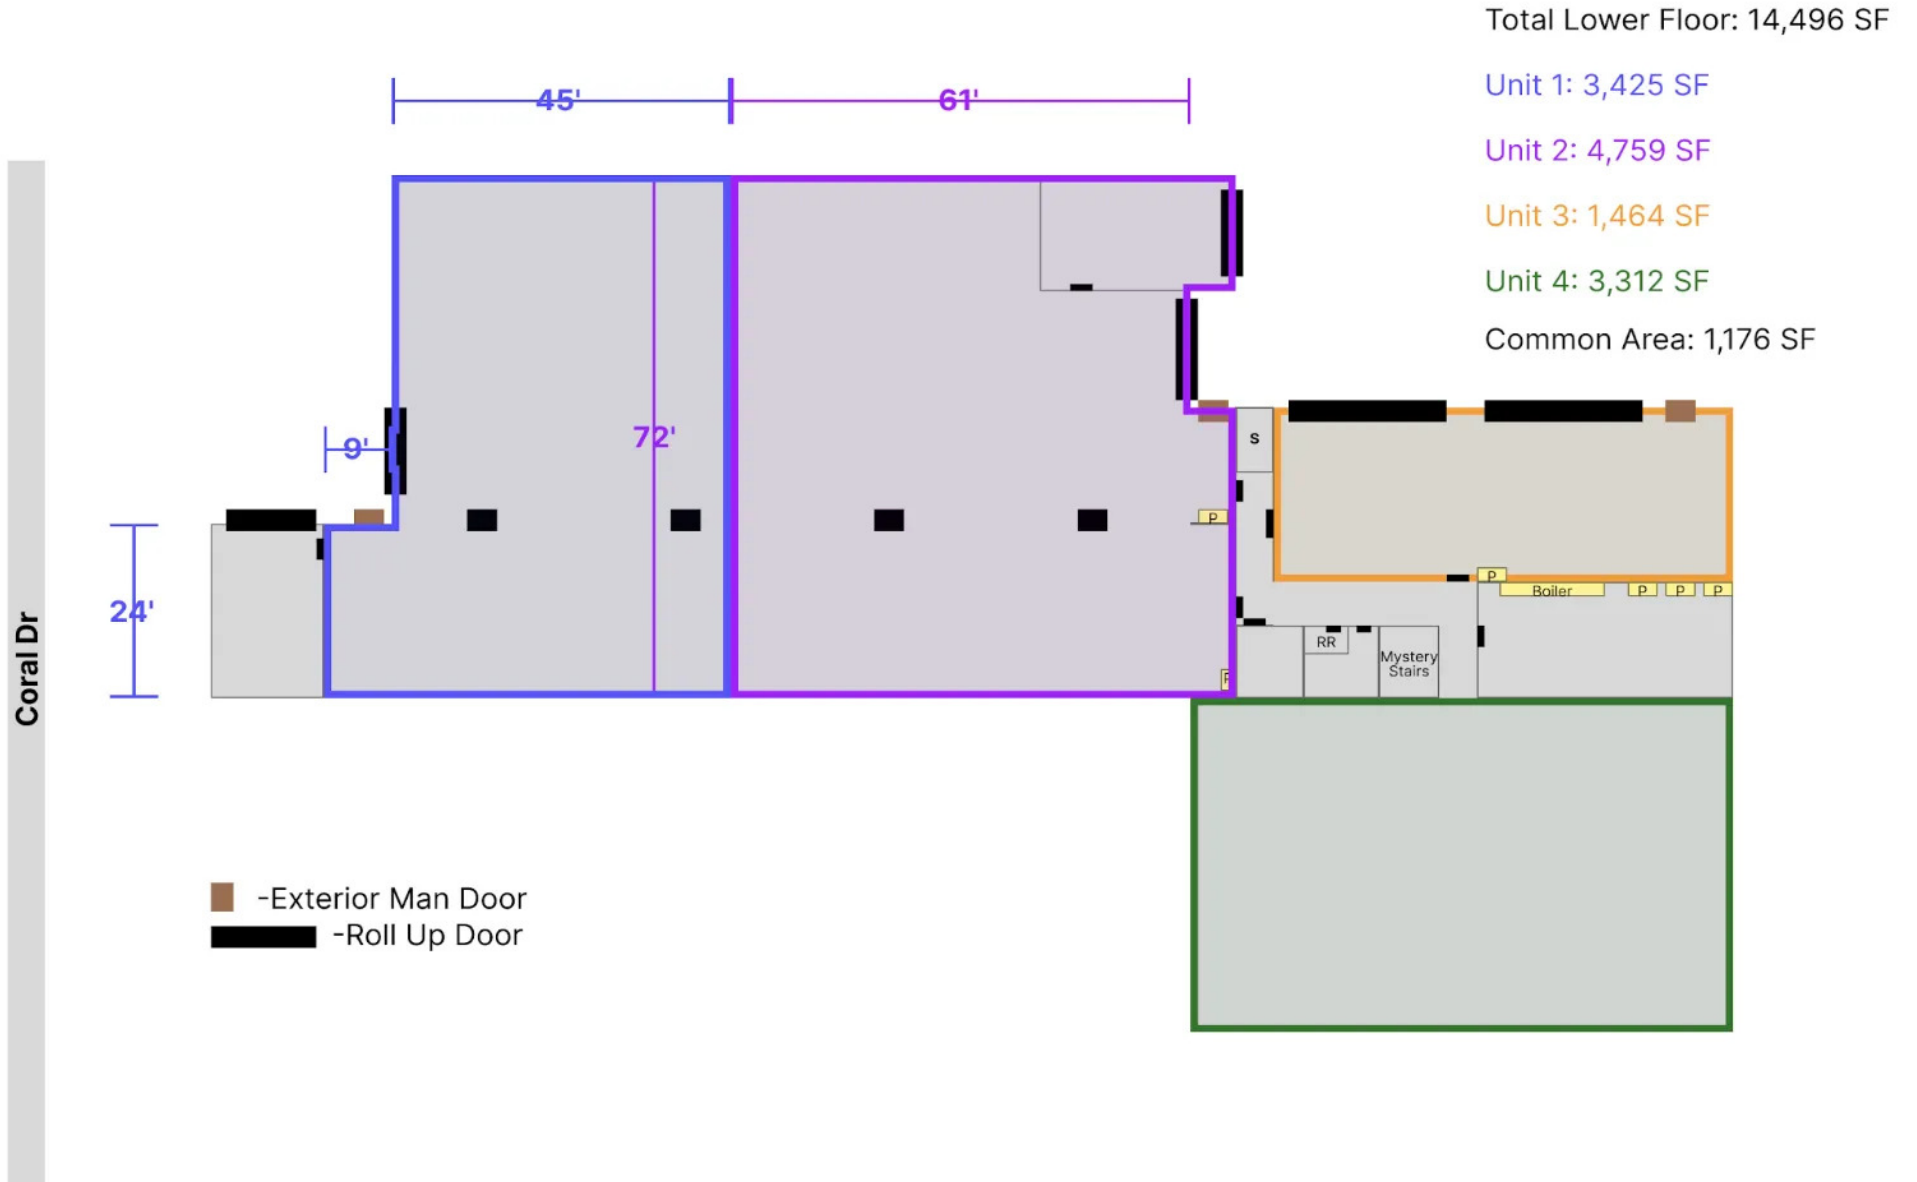 Total Lower Floor: 14,496 SF
Unit 1: 3,425 SF
Unit 2: 4,759 SF
Unit 3: 1,464 SF
Unit 4: 3,312 SF
Common Area: 1,176 SF
45'
61'
72'
9'
24'
Coral Dr
S
P
P
Boiler
P
P
P
RR
Mystery
Stairs
-Exterior Man Door
-Roll Up Door